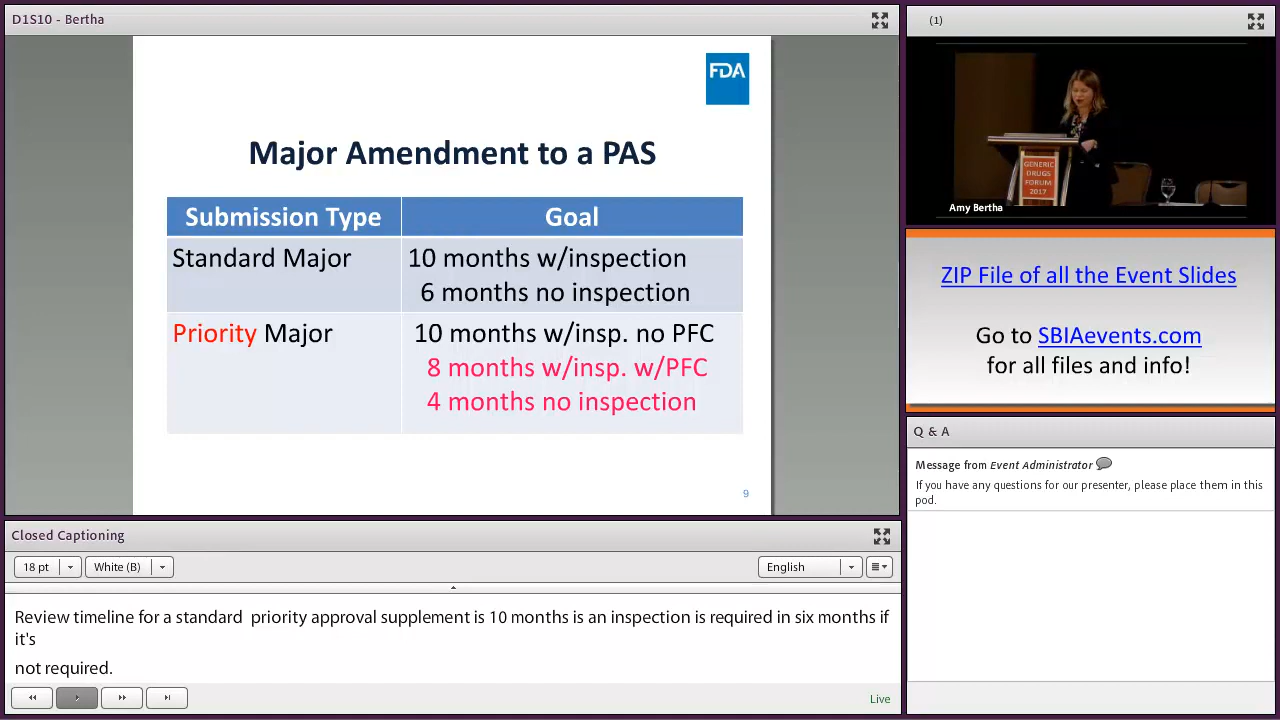 D1S10 - Bertha
FDA
Major Amendment to a PAS
Submission Type
Goal
Standard Major
10 months w/inspection
6 months no inspection
Priority Major
10 months w/insp. no PFC
8 months w/insp. w/PFC
4 months no inspection
9
(1)
GENERIC
DRUGS
FORUM
2017
Amy Bertha
ZIP File of all the Event Slides
Go to SBIAevents.com
for all files and info!
Q & A
Message from Event Administrator
If you have any questions for our presenter, please place them in this
pod.
Closed Captioning
18 pt
White (B)
English
Review timeline for a standard  priority approval supplement is 10 months is an inspection is required in six months if
it's
not required.
Live